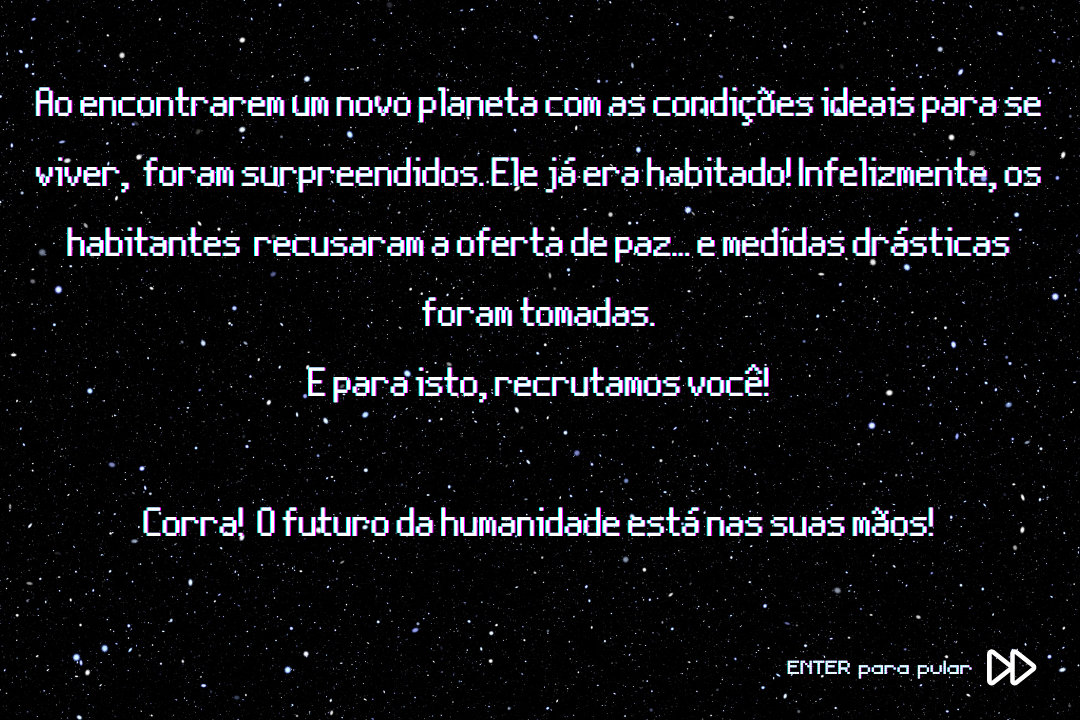 Ao encontrarem um novo planeta com as condições ideais para se
viver, foram surpreendidos. Ele já era habitado! Infelizmente, os
habitantes recusaram a oferta de paz... e medidas drásticas
foram tomadas.
E para isto, recrutamos você!
Corra! O futuro da humanidade está nas suas mãos!
ENTER para pular